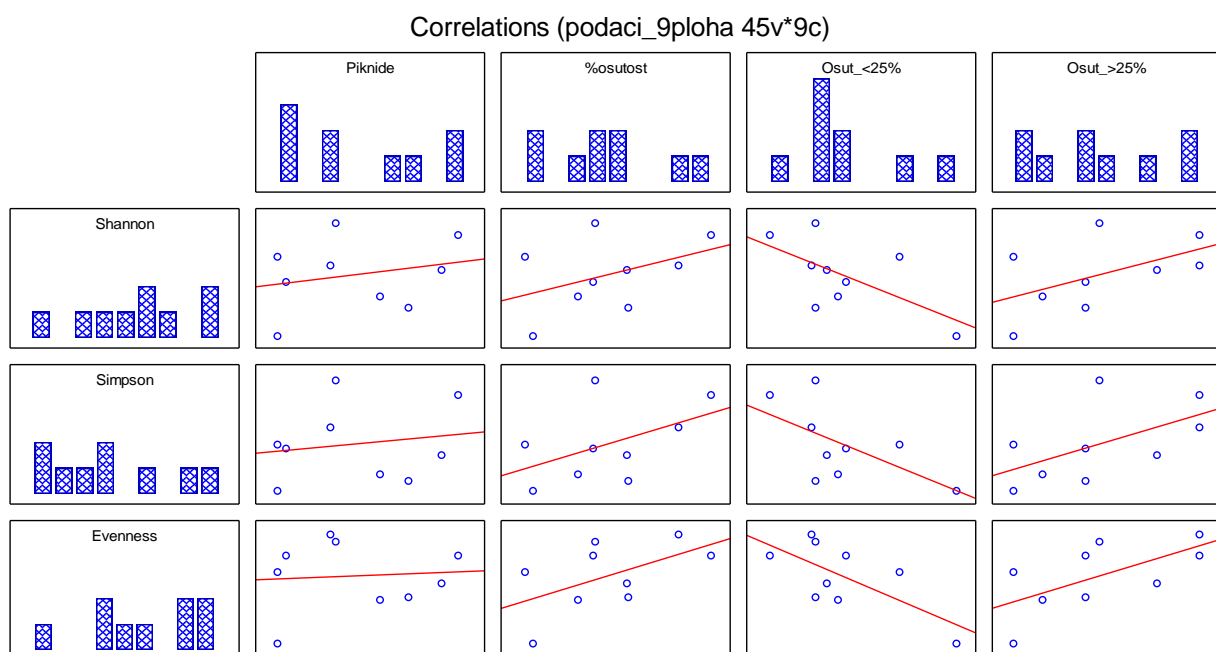 Correlations (podaci_9ploha 45v*9c)
Piknide
%osutost
Osut_<25%
Osut_>25%
Shannon
Simpson
Evenness